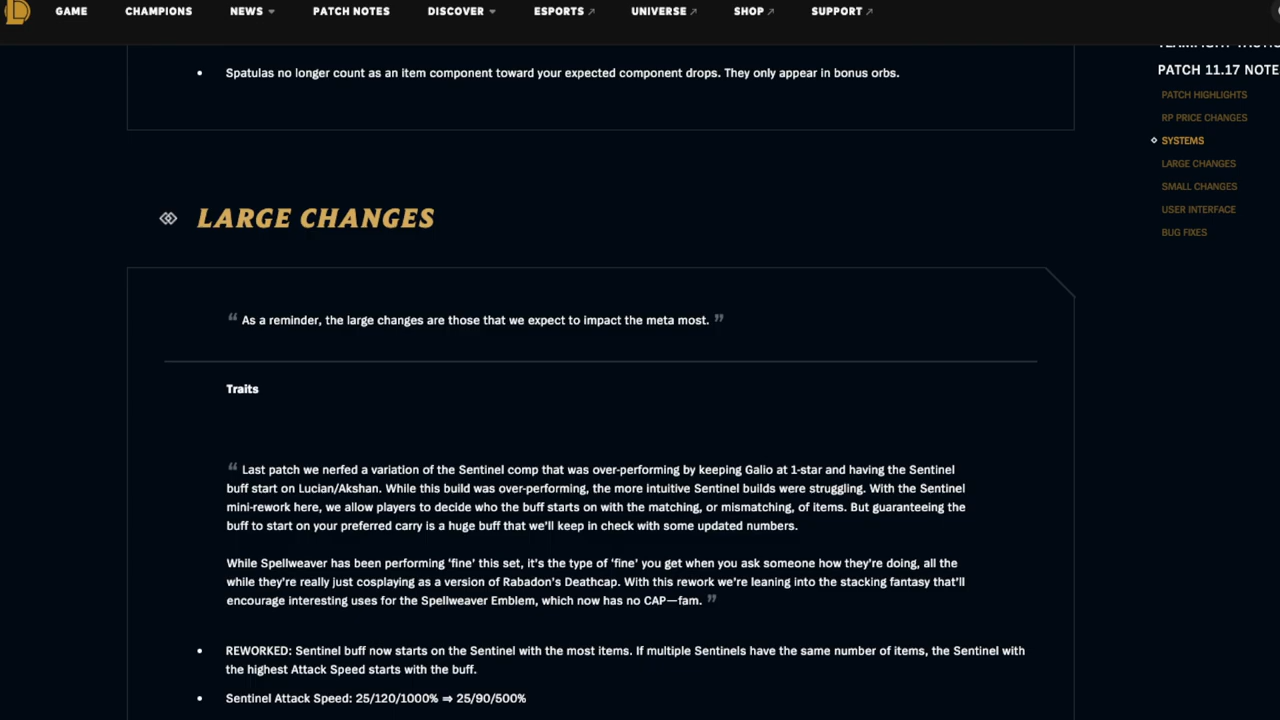 GAME CHAMPIONS NEWS PATCH NOTES DISCOVER ESPORTS UNIVERSE SHOP SUPPORT
PATCH 11.17 NOTE
PATCH HIGHLIGHTS
RP PRICE CHANGES
SYSTEMS
LARGE CHANGES
SMALL CHANGES
USER INTERFACE
BUG FIXES
• Spatulas no longer count as an item component toward your expected component drops. They only appear in bonus orbs.
LARGE CHANGES
“ As a reminder, the large changes are those that we expect to impact the meta most. ”
Traits
“ Last patch we nerfed a variation of the Sentinel comp that was over-performing by keeping Galio at 1-star and having the Sentinel
buff start on Lucian/Akshan. While this build was over-performing, the more intuitive Sentinel builds were struggling. With the Sentinel
mini-rework here, we allow players to decide who the buff starts on with the matching, or mismatching, of items. But guaranteeing the
buff to start on your preferred carry is a huge buff that we'll keep in check with some updated numbers.
While Spellweaver has been performing ‘fine’ this set, it's the type of ‘fine’ you get when you ask someone how they're doing, all the
while they're really just cosplaying as a version of Rabadon's Deathcap. With this rework we're leaning into the stacking fantasy that'll
encourage interesting uses for the Spellweaver Emblem, which now has no CAP—fam. ”
• REWORKED: Sentinel buff now starts on the Sentinel with the most items. If multiple Sentinels have the same number of items, the Sentinel with
the highest Attack Speed starts with the buff.
• Sentinel Attack Speed: 25/120/1000% ⇒ 25/90/500%